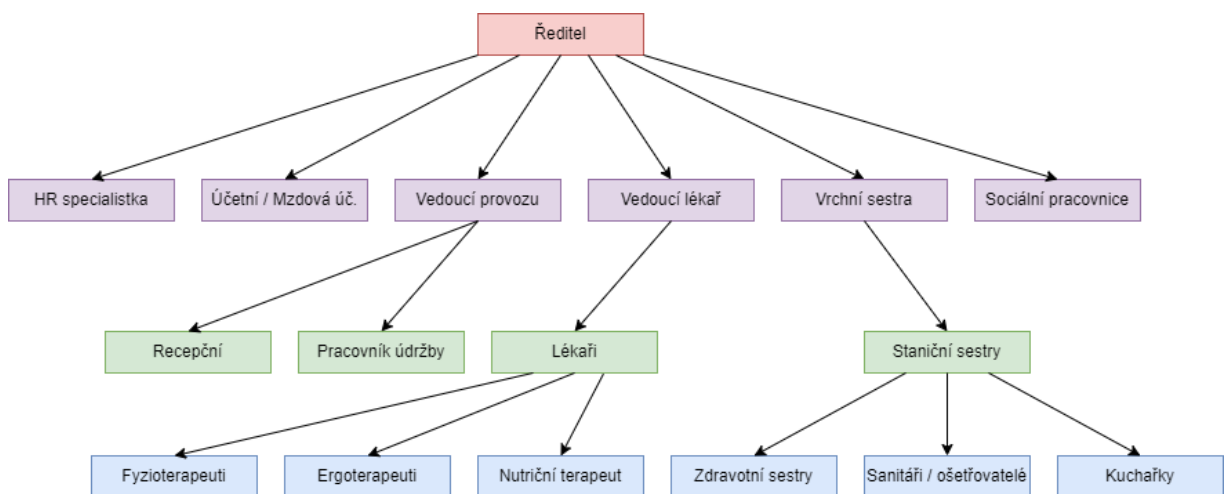 Ředitel
HR specialistka
Účetní / Mzdová úč.
Vedoucí provozu
Vedoucí lékař
Vrchní sestra
Sociální pracovnice
Recepční
Pracovník údržby
Lékaři
Staniční sestry
Fyzioterapeuti
Ergoterapeuti
Nutriční terapeut
Zdravotní sestry
Sanitáři / ošetřovatelé
Kuchařky